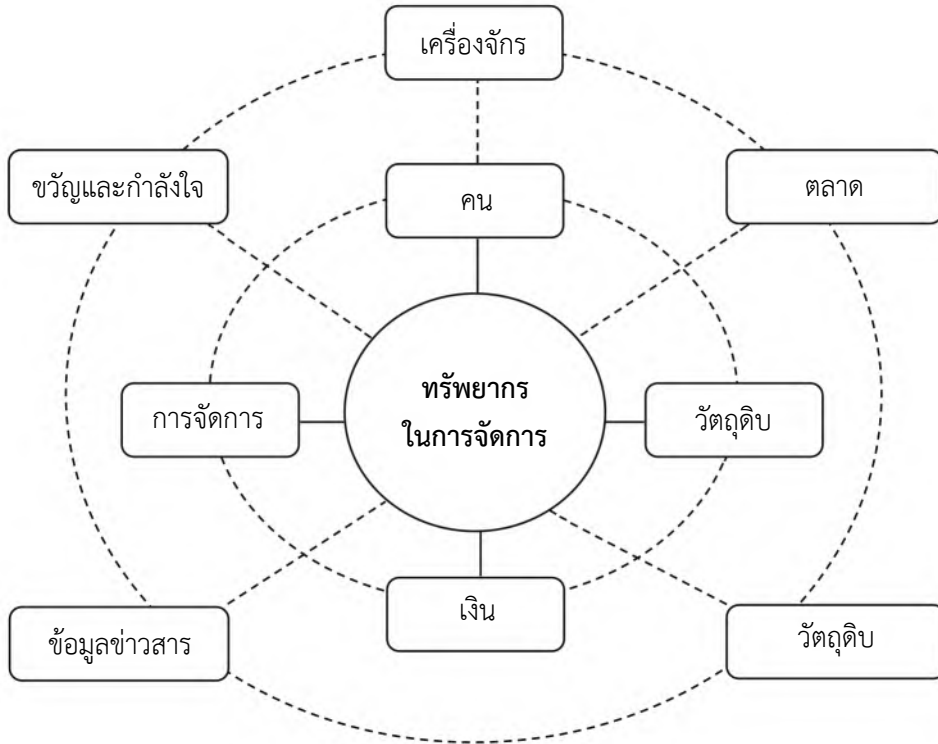 เครื่องจักร
ขวัญและกำลังใจ
คน
ตลาด
ทรัพยากร
ในการจัดการ
การจัดการ
วัตถุดิบ
เงิน
ข้อมูลข่าวสาร
วัตถุดิบ